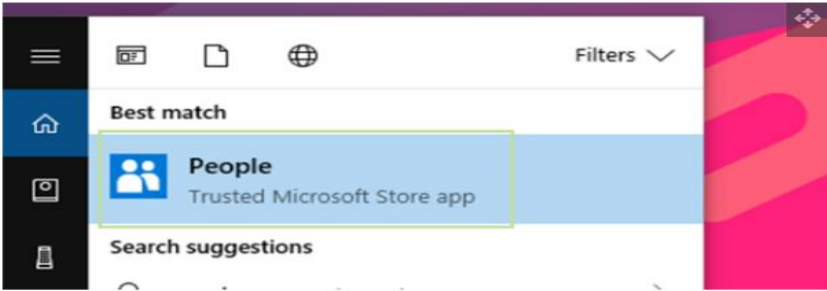 Filters
Best match
People
Trusted Microsoft Store app
Search suggestions